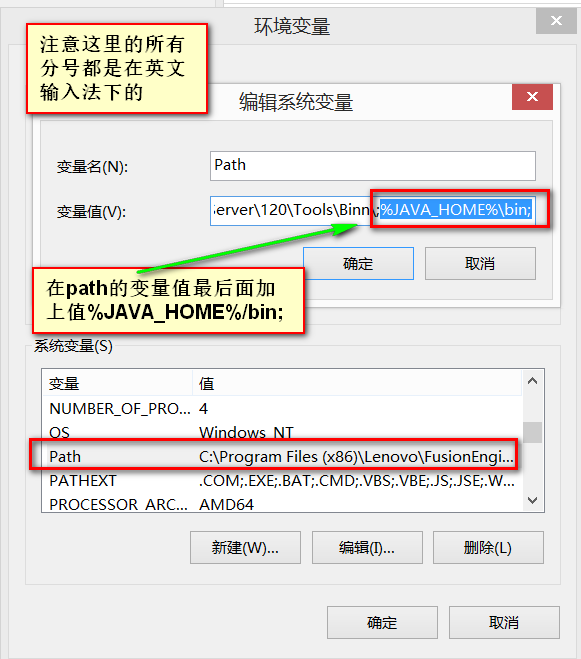 环境变量
注意这里的所有
分号都是在英文
输入法下的
编辑系统变量
变量名(N):
Path
变量值(V):
Server\120\Tools\Binn\;%JAVA_HOME%\bin;
确定
取消
在path的变量值最后面加
上值%JAVA_HOME%/bin;
系统变量(S)
变量 值
NUMBER_OF_PRO... 4
OS Windows_NT
Path C:\Program Files (x86)\Lenovo\FusionEngi...
PATHEXT .COM;.EXE;.BAT;.CMD;.VBS;.VBE;.JS;.JSE;.W...
PROCESSOR_ARC... AMD64
新建(W)...
编辑(I)...
删除(L)
确定
取消